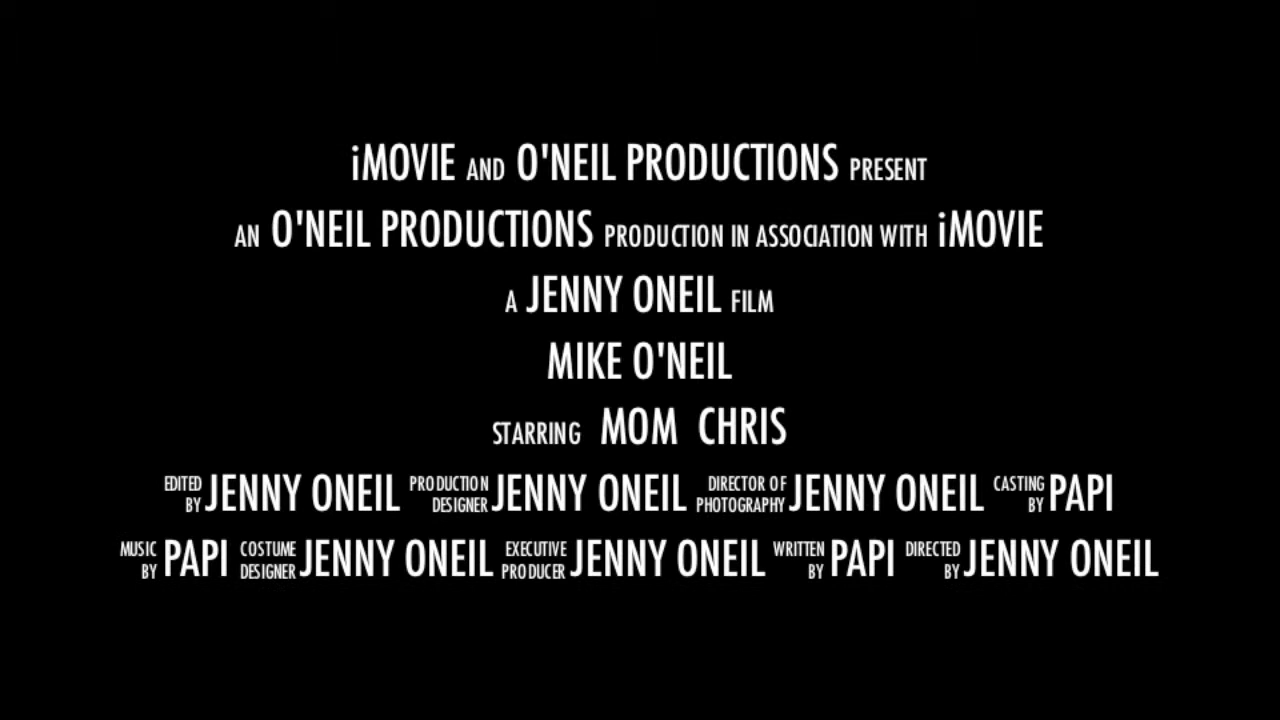 iMOVIE AND O'NEIL PRODUCTIONS PRESENT
AN O'NEIL PRODUCTIONS PRODUCTION IN ASSOCIATION WITH iMOVIE
A JENNY ONEIL FILM
MIKE O'NEIL
STARRING MOM CHRIS
EDITED BY JENNY ONEIL PRODUCTION DESIGNER JENNY ONEIL DIRECTOR OF PHOTOGRAPHY JENNY ONEIL CASTING BY PAPI
MUSIC BY PAPI COSTUME DESIGNER JENNY ONEIL EXECUTIVE PRODUCER JENNY ONEIL WRITTEN BY PAPI DIRECTED BY JENNY ONEIL